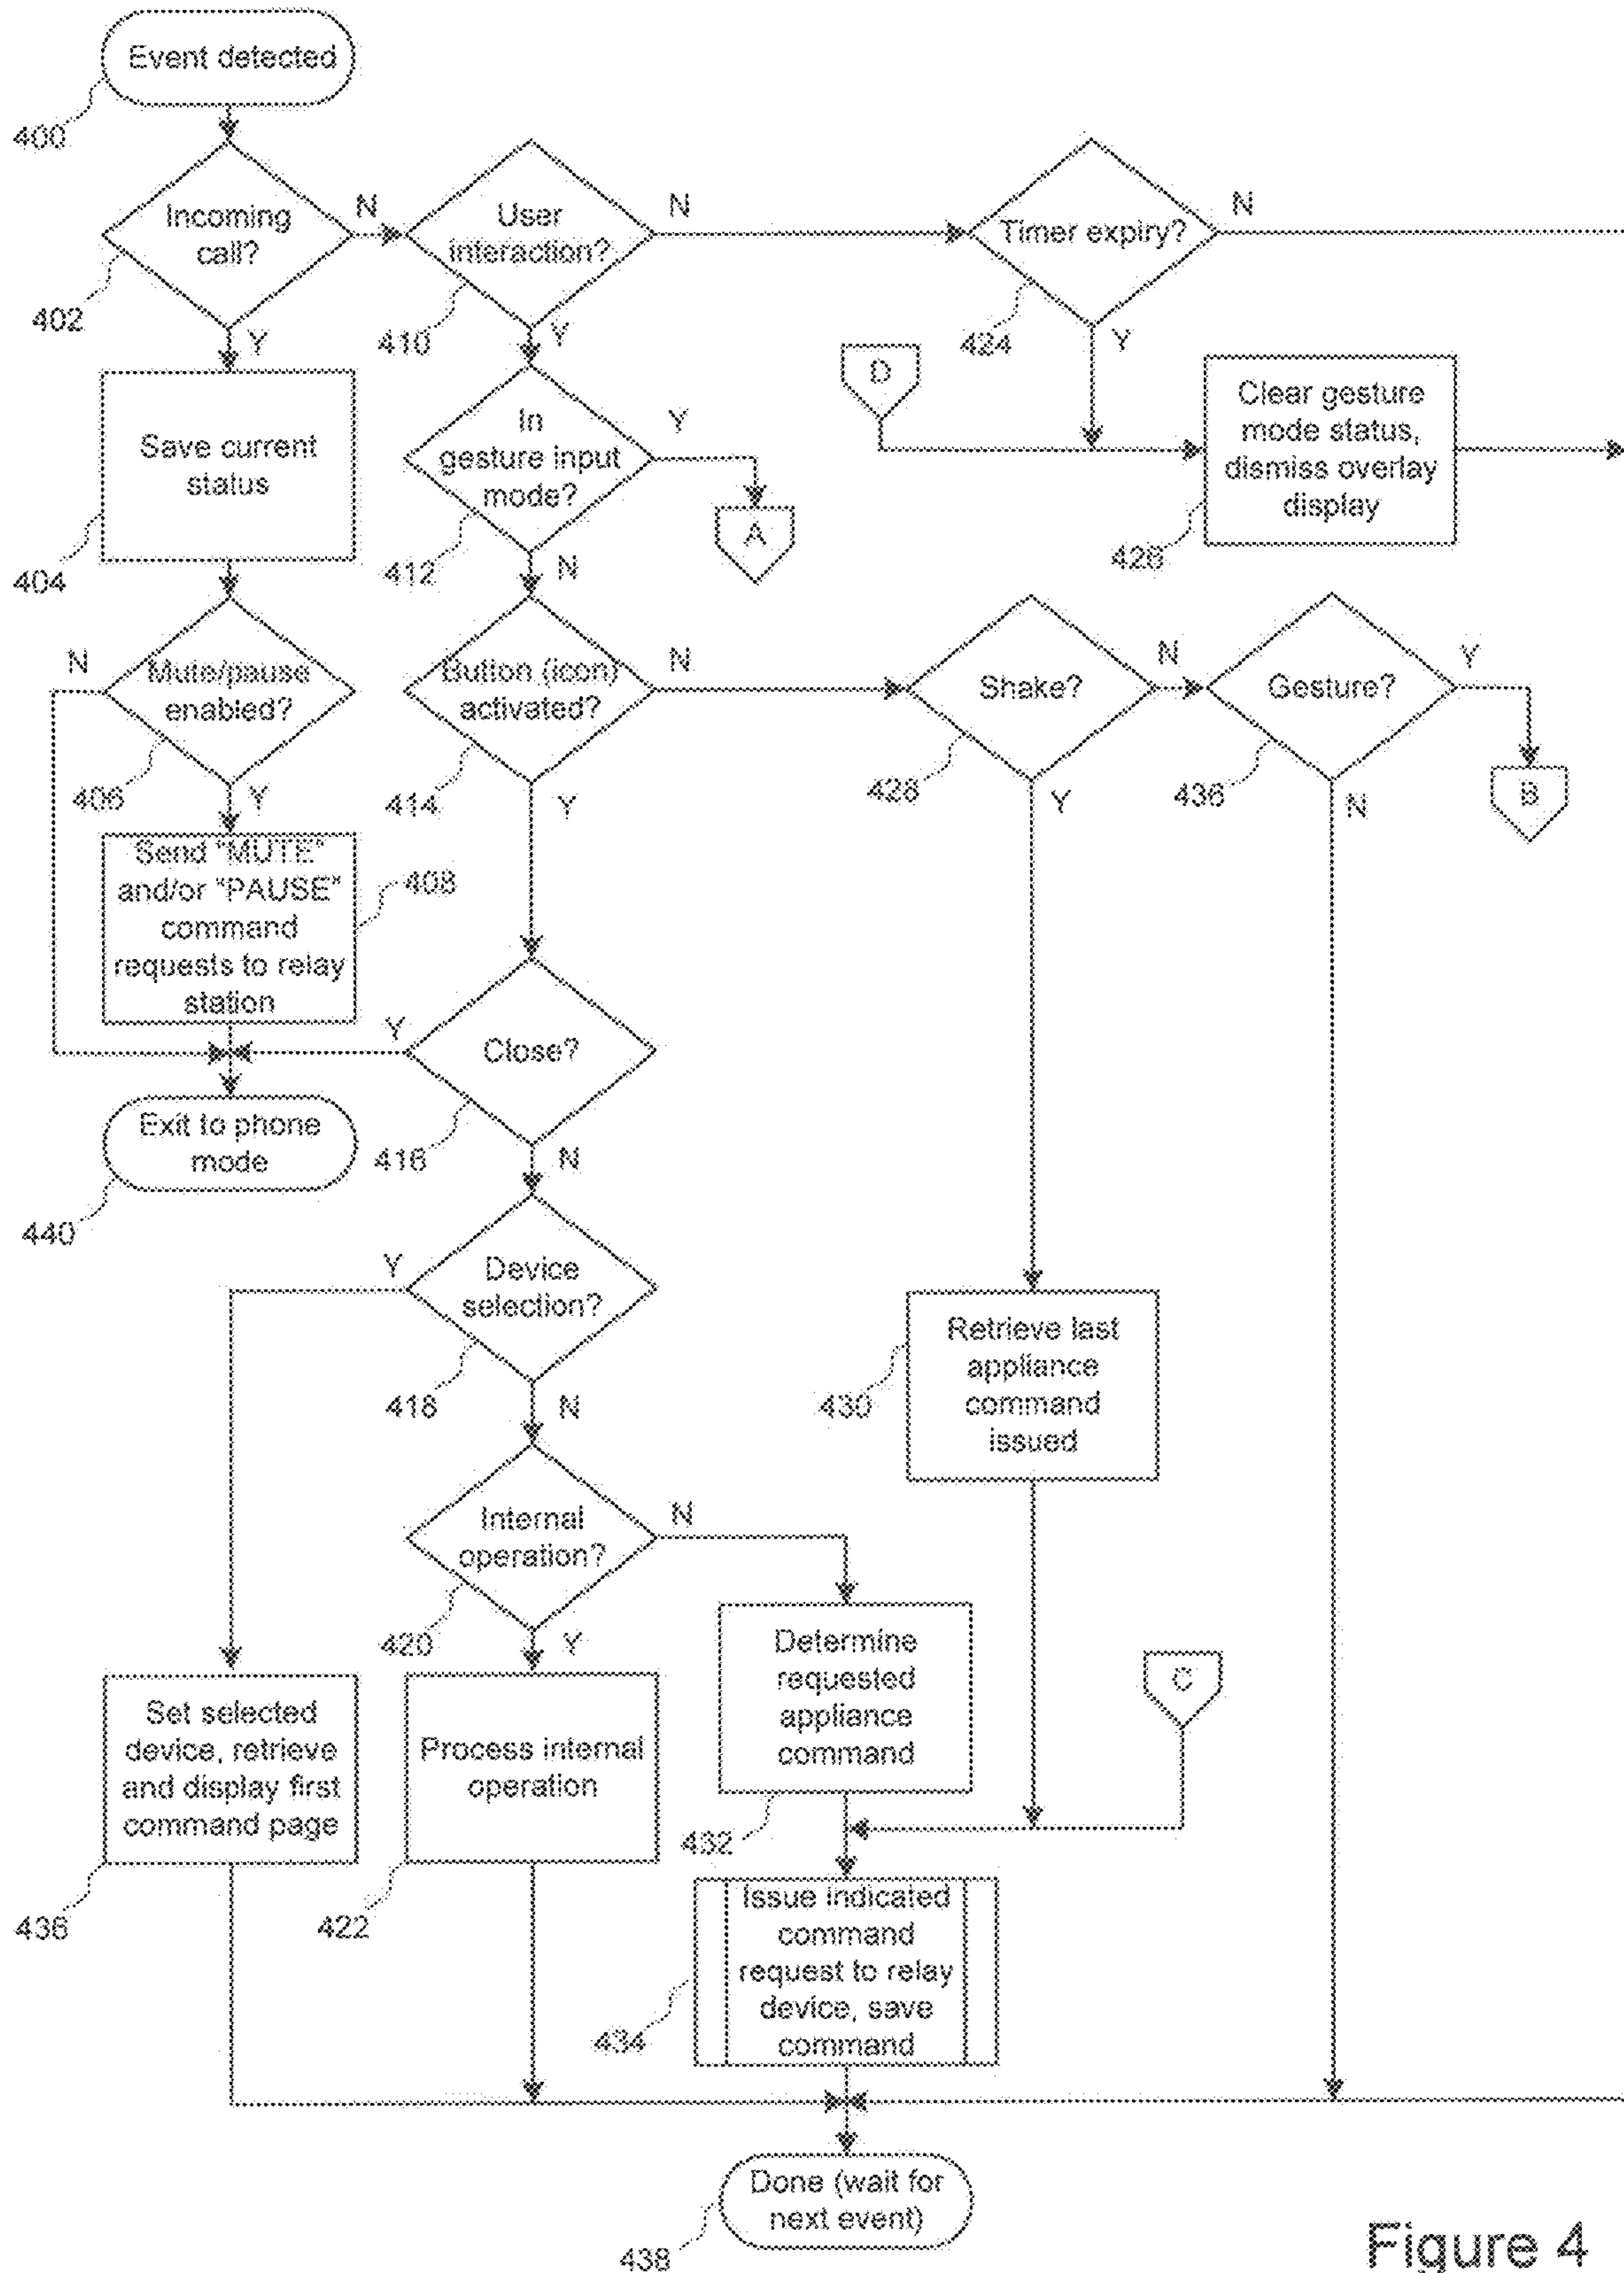 Event detected
400
Incoming
call?
N
402
Y
User
interaction?
N
410
Y
Timer expiry?
N
424
Y
Save current
status
404
In
gesture input
mode?
Y
412
N
A
D
Clear gesture
mode status,
dismiss overlay
display
426
N
Mute/pause
enabled?
406
Y
Button (icon)
activated?
N
414
Y
Shake?
N
428
Y
Gesture?
Y
436
N
B
Send "MUTE"
and/or "PAUSE"
command
requests to relay
station
408
Y
Close?
416
N
Exit to phone
mode
440
Y
Device
selection?
418
N
Retrieve last
appliance
command
issued
430
Internal
operation?
N
420
Y
Set selected
device, retrieve
and display first
command page
436
Process internal
operation
422
Determine
requested
appliance
command
432
C
Issue indicated
command
request to relay
device, save
command
434
Done (wait for
next event)
438
Figure 4